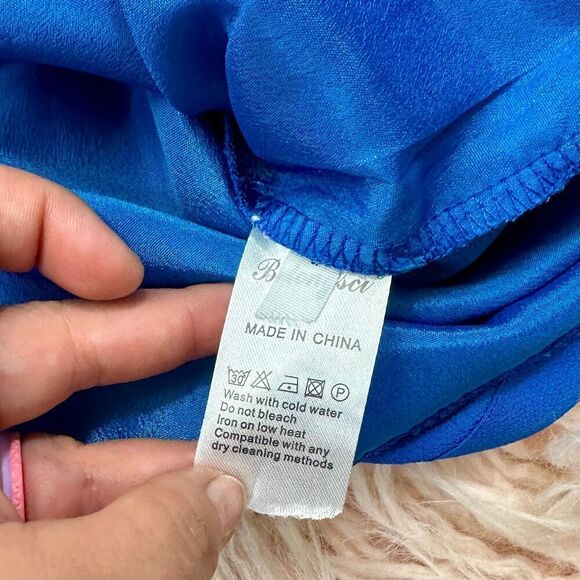 MADE IN CHINA
30 P
Wash with cold water
Do not bleach
Iron on low heat
Compatible with any
dry cleaning methods